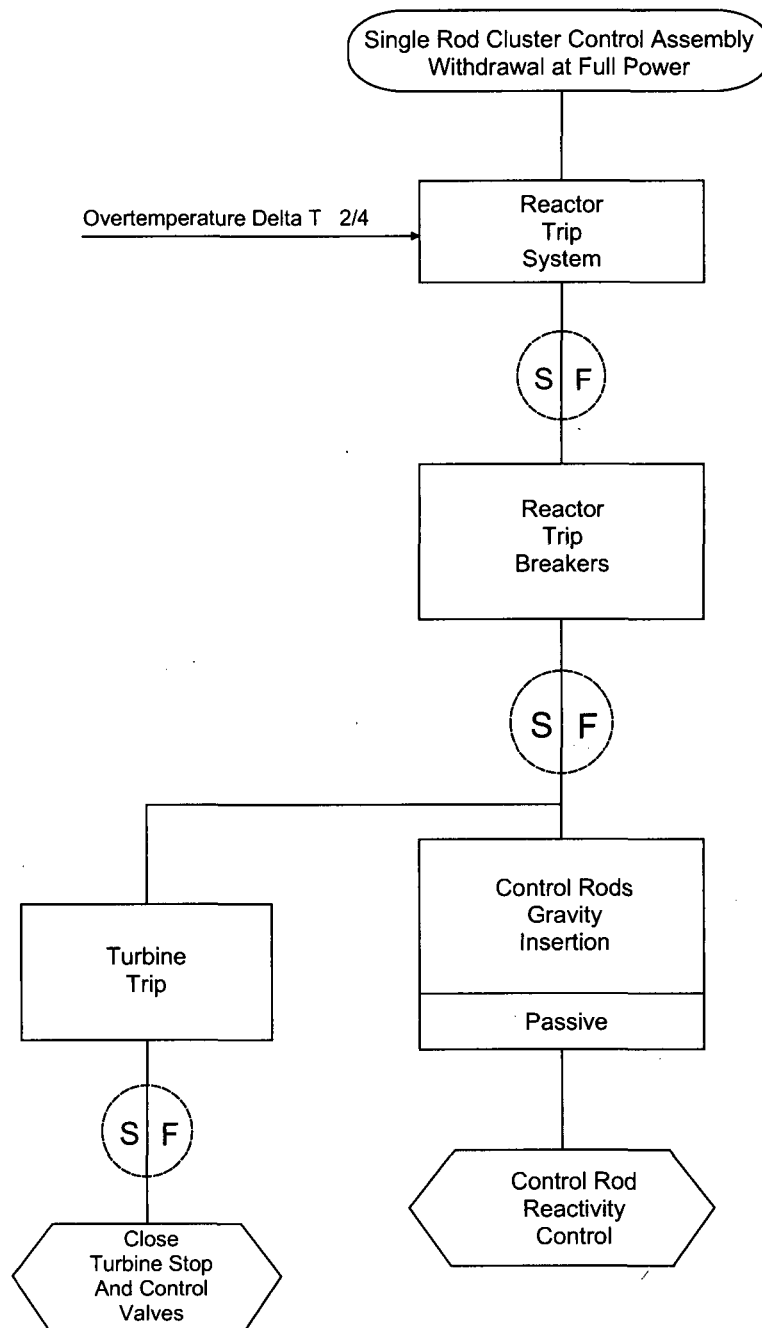 Single Rod Cluster Control Assembly
Withdrawal at Full Power
Overtemperature Delta T 2/4
Reactor
Trip
System
S F
Reactor
Trip
Breakers
S F
Control Rods
Gravity
Insertion
Turbine
Trip
Passive
S F
Control Rod
Reactivity
Control
Close
Turbine Stop
And Control
Valves